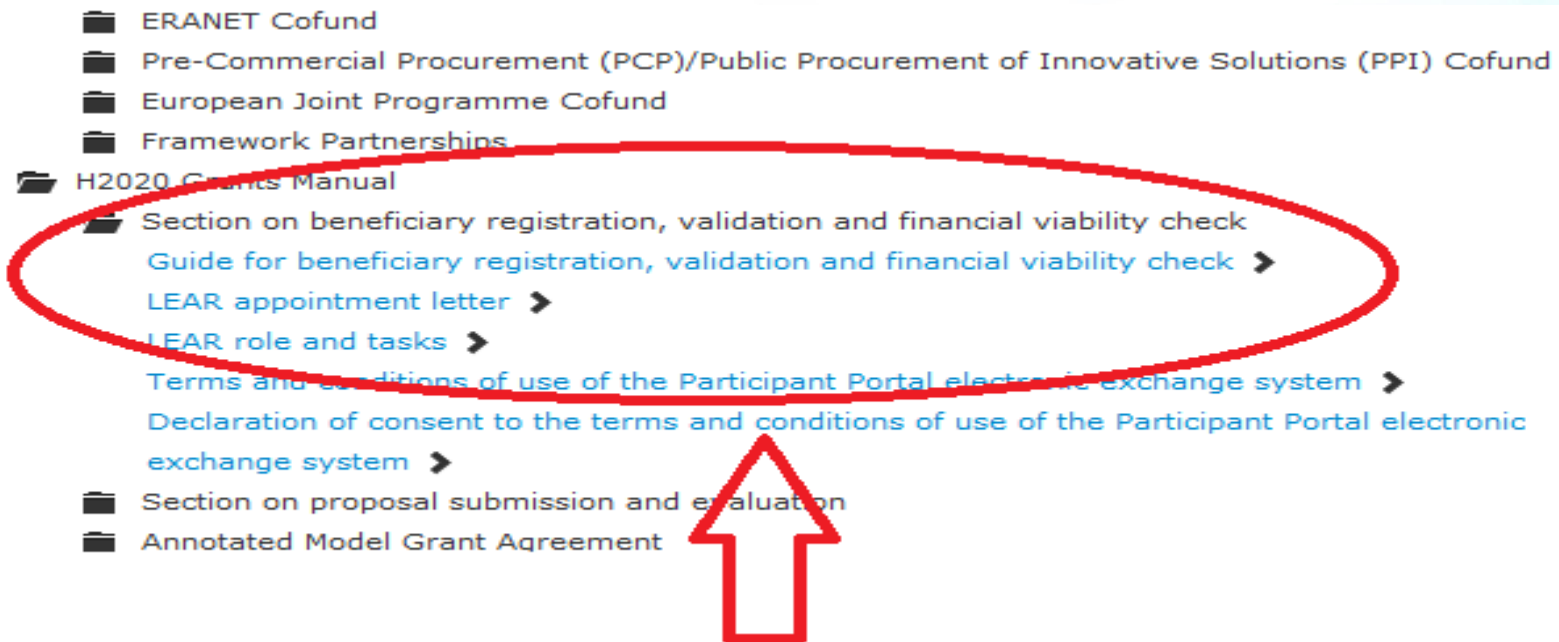 ERANET Cofund
Pre-Commercial Procurement (PCP)/Public Procurement of Innovative Solutions (PPI) Cofund
European Joint Programme Cofund
Framework Partnerships
H2020 Grants Manual
Section on beneficiary registration, validation and financial viability check
Guide for beneficiary registration, validation and financial viability check
LEAR appointment letter
LEAR role and tasks
Terms and conditions of use of the Participant Portal electronic exchange system
Declaration of consent to the terms and conditions of use of the Participant Portal electronic
exchange system
Section on proposal submission and evaluation
Annotated Model Grant Agreement